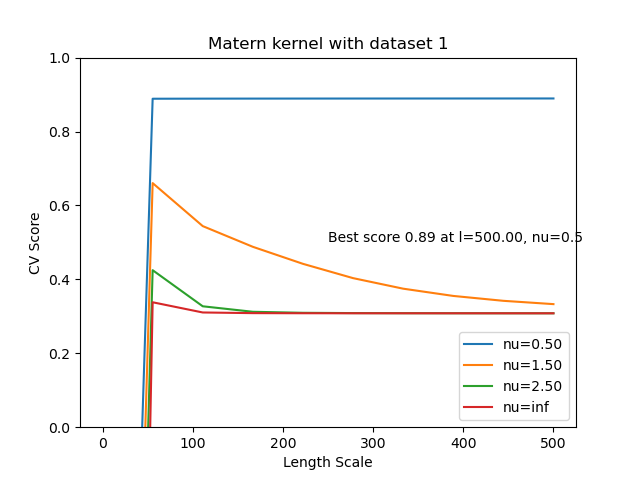 Matern kernel with dataset 1
1.0
0.8
0.6
0.4
0.2
0.0
CV Score
Best score 0.89 at l=500.00, nu=0.5
nu=0.50
nu=1.50
nu=2.50
nu=inf
0 100 200 300 400 500
Length Scale